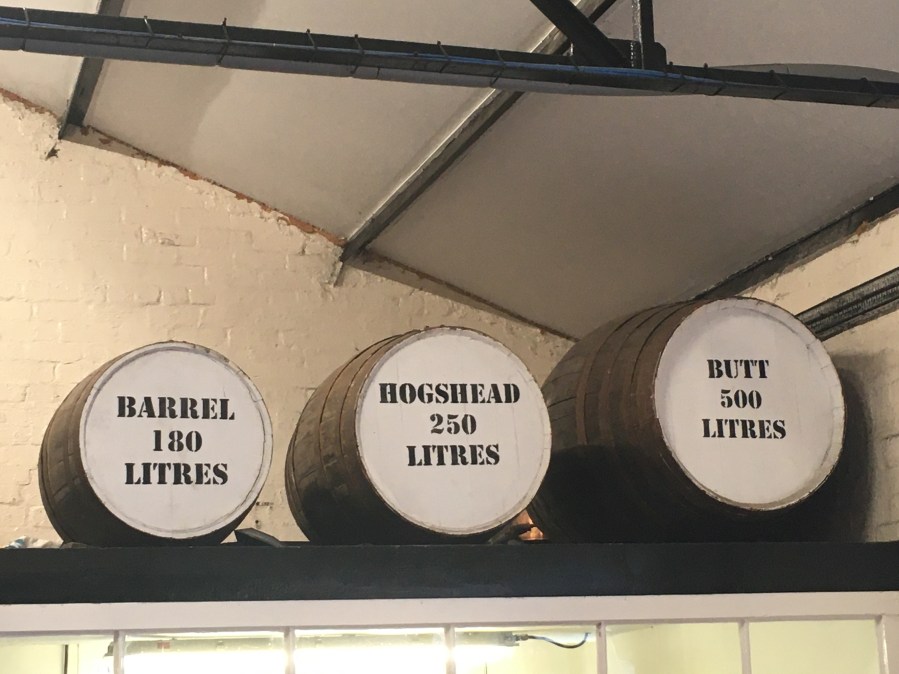 BARREL
180
LITRES
HOGSHEAD
250
LITRES
BUTT
500
LITRES